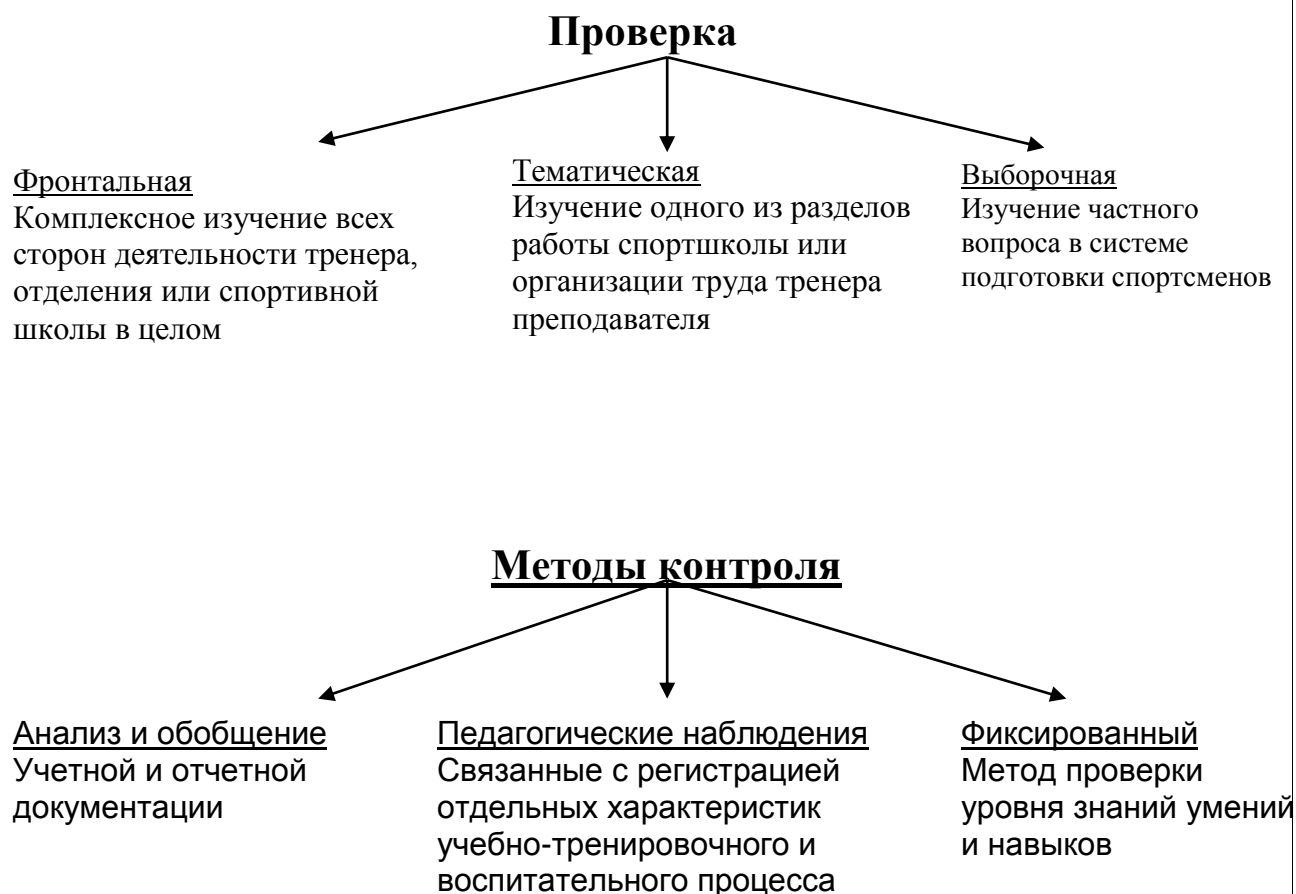 Проверка
Фронтальная
Комплексное изучение всех
сторон деятельности тренера,
отделения или спортивной
школы в целом
Тематическая
Изучение одного из разделов
работы спортшколы или
организации труда тренера
преподавателя
Выборочная
Изучение частного
вопроса в системе
подготовки спортсменов
Методы контроля
Анализ и обобщение
Учетной и отчетной
документации
Педагогические наблюдения
Связанные с регистрацией
отдельных характеристик
учебно-тренировочного и
воспитательного процесса
Фиксированный
Метод проверки
уровня знаний умений
и навыков